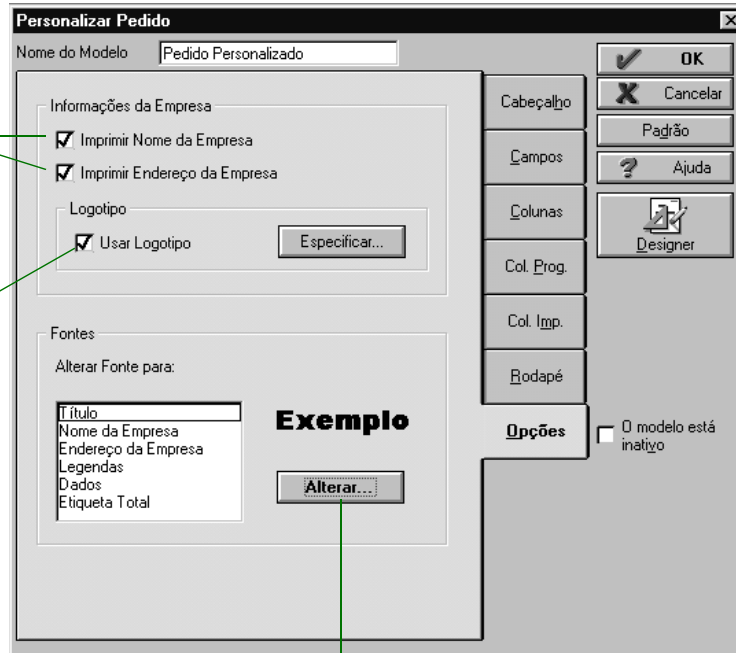 Personalizar Pedido
Nome do Modelo Pedido Personalizado
Informações da Empresa
Imprimir Nome da Empresa
Imprimir Endereço da Empresa
Logotipo
Usar Logotipo
Especificar...
Fontes
Alterar Fonte para:
Título
Nome da Empresa
Endereço da Empresa
Legendas
Dados
Etiqueta Total
Exemplo
Alterar...
Cabeçalho
Campos
Colunas
Col. Prog.
Col. Imp.
Rodapé
Opções
OK
Cancelar
Padrão
Ajuda
Designer
O modelo está
inativo